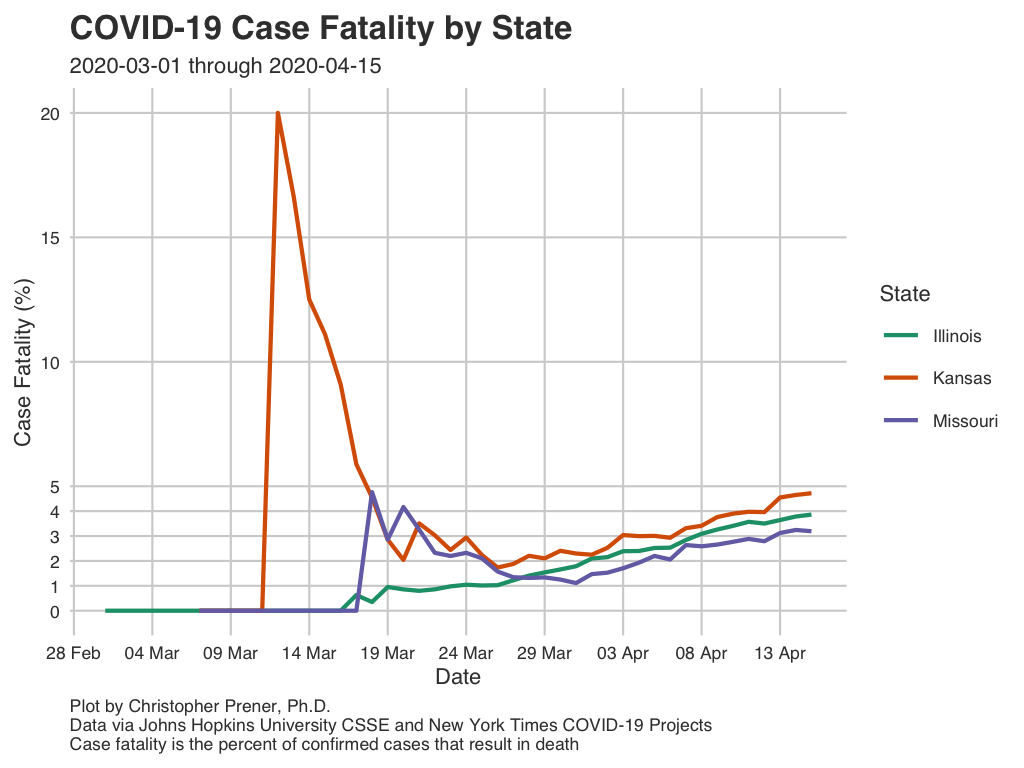 COVID-19 Case Fatality by State
2020-03-01 through 2020-04-15
Case Fatality (%)
20
15
10
5
4
3
2
1
0
28 Feb
04 Mar
09 Mar
14 Mar
19 Mar
24 Mar
29 Mar
03 Apr
08 Apr
13 Apr
Date
State
Illinois
Kansas
Missouri
Plot by Christopher Prener, Ph.D.
Data via Johns Hopkins University CSSE and New York Times COVID-19 Projects
Case fatality is the percent of confirmed cases that result in death